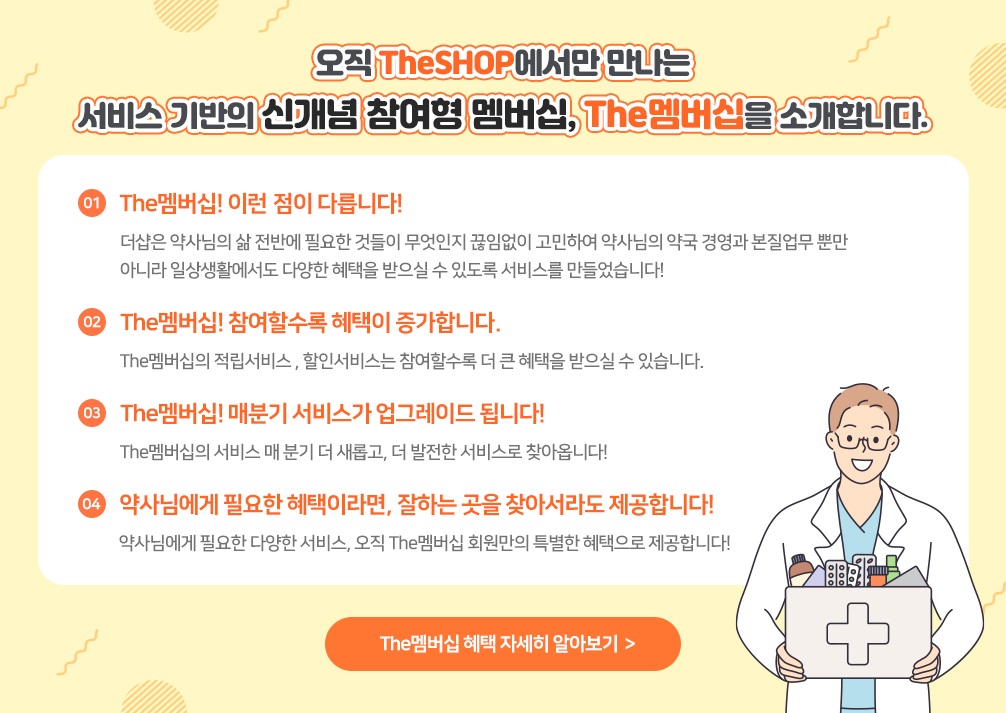 오직 TheSHOP에서만 만나는
서비스 기반의 신개념 참여형 멤버십, The멤버십을 소개합니다.
01 The멤버십! 이런 점이 다릅니다!
더샵은 약사님의 삶 전반에 필요한 것들이 무엇인지 끊임없이 고민하여 약사님의 약국 경영과 본질업무 뿐만
아니라 일상생활에서도 다양한 혜택을 받으실 수 있도록 서비스를 만들었습니다!
02 The멤버십! 참여할수록 혜택이 증가합니다.
The멤버십의 적립서비스 , 할인서비스는 참여할수록 더 큰 혜택을 받으실 수 있습니다.
03 The멤버십! 매분기 서비스가 업그레이드 됩니다!
The멤버십의 서비스 매 분기 더 새롭고, 더 발전한 서비스로 찾아옵니다!
04 약사님에게 필요한 혜택이라면, 잘하는 곳을 찾아서라도 제공합니다!
약사님에게 필요한 다양한 서비스, 오직 The멤버십 회원만의 특별한 혜택으로 제공합니다!
The멤버십 혜택 자세히 알아보기 >